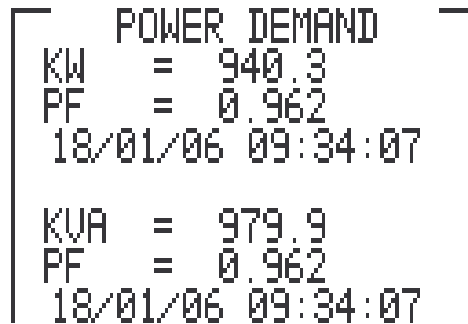 POWER DEMAND
KW = 940.3
PF = 0.962
18/01/06 09:34:07
KVA = 979.9
PF = 0.962
18/01/06 09:34:07